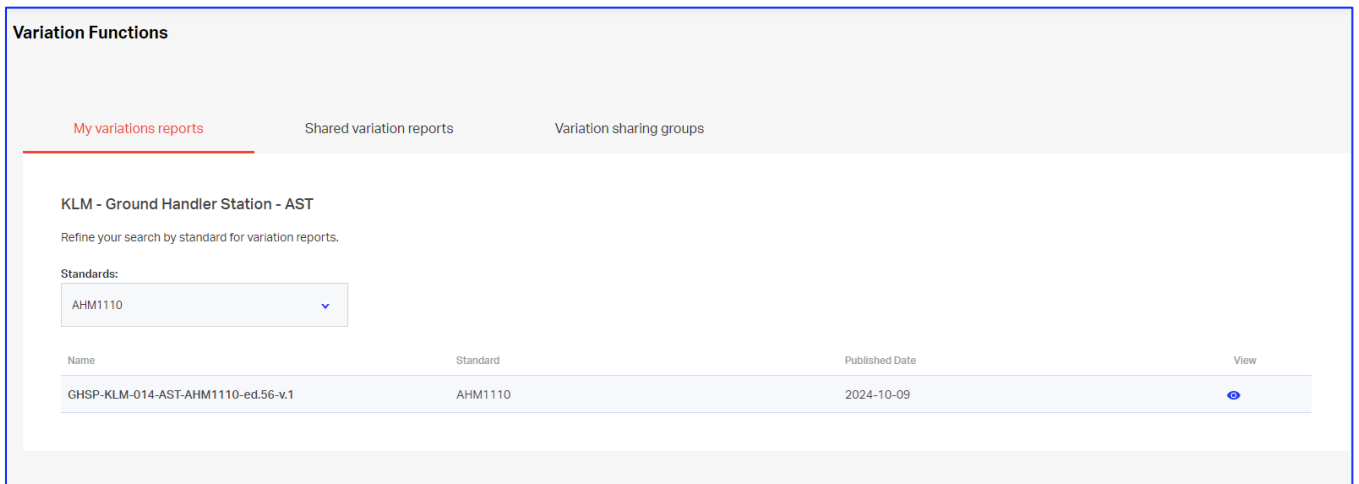 Variation Functions
My variations reports Shared variation reports Variation sharing groups
KLM - Ground Handler Station - AST
Refine your search by standard for variation reports.
Standards:
AHM1110
Name Standard Published Date View
GHSP-KLM-014-AST-AHM1110-ed.56-v.1 AHM1110 2024-10-09